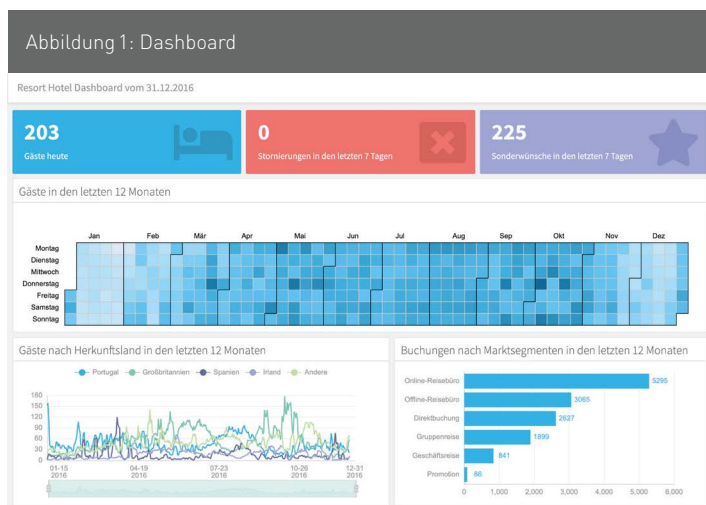 Abbildung 1: Dashboard
Resort Hotel Dashboard vom 31.12.2016
203
Gäste heute
0
Stornierungen in den letzten 7 Tagen
225
Sonderwünsche in den letzten 7 Tagen
Gäste in den letzten 12 Monaten
Jan Feb Mär Apr Mai Jun Jul Aug Sep Okt Nov Dez
Montag
Dienstag
Mittwoch
Donnerstag
Freitag
Samstag
Sonntag
Gäste nach Herkunftsland in den letzten 12 Monaten
Portugal Großbritannien Spanien Irland Andere
180
150
120
90
60
30
0
01-15 04-19 07-23 10-26 12-31
2016 2016 2016 2016 2016
Buchungen nach Marktsegmenten in den letzten 12 Monaten
Online-Reisebüro 5295
Offline-Reisebüro 3065
Direktbuchung 2627
Gruppenreise 1899
Geschäftsreise 841
Promotion 86
0 1,000 2,000 3,000 4,000 5,000 6,000